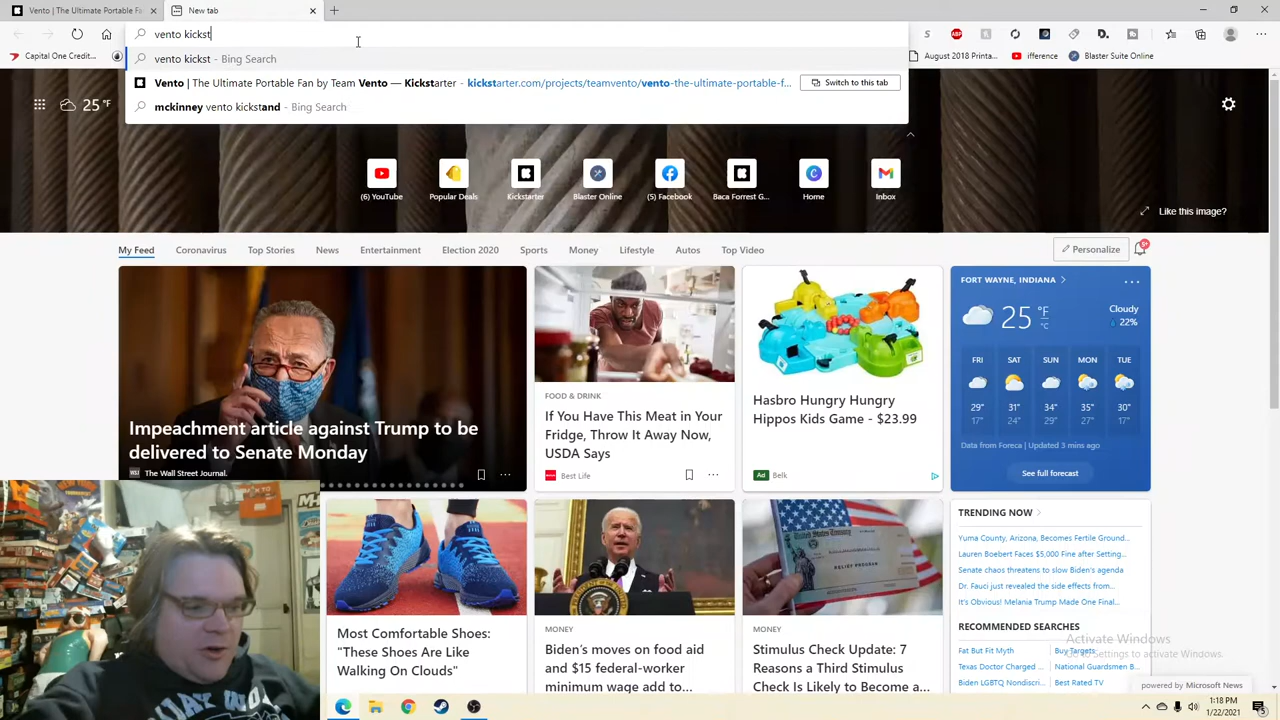 Vento | The Ultimate Portable Fa
New tab
vento kickst
vento kickst - Bing Search
Vento | The Ultimate Portable Fan by Team Vento — Kickstarter - kickstarter.com/projects/teamvento/vento-the-ultimate-portable-f...
Switch to this tab
mckinney vento kickstand - Bing Search
Capital One Credit...
August 2018 Printa...
ifference
Blaster Suite Online
ABP
25°F
(6) YouTube
Popular Deals
Kickstarter
Blaster Online
(5) Facebook
Baca Forrest G...
Home
Inbox
Like this image?
My Feed
Coronavirus
Top Stories
News
Entertainment
Election 2020
Sports
Money
Lifestyle
Autos
Top Video
Personalize
5+
Impeachment article against Trump to be
delivered to Senate Monday
WSJ The Wall Street Journal.
FOOD & DRINK
If You Have This Meat in Your
Fridge, Throw It Away Now,
USDA Says
Best Life
Hasbro Hungry Hungry
Hippos Kids Game - $23.99
Ad Belk
FORT WAYNE, INDIANA
25 °F
°C
Cloudy
22%
FRI SAT SUN MON TUE
29° 31° 34° 35° 30°
17° 24° 29° 27° 17°
Data from Foreca | Updated 3 mins ago
See full forecast
Most Comfortable Shoes:
"These Shoes Are Like
Walking On Clouds"
MONEY
Biden's moves on food aid
and $15 federal-worker
minimum wage add to...
MONEY
Stimulus Check Update: 7
Reasons a Third Stimulus
Check Is Likely to Become a...
RELIEF PROGRAM
TRENDING NOW
Yuma County, Arizona, Becomes Fertile Ground...
Lauren Boebert Faces $5,000 Fine after Setting...
Senate chaos threatens to slow Biden's agenda
Dr. Fauci just revealed the side effects from...
It's Obvious! Melania Trump Made One Final...
RECOMMENDED SEARCHES
Fat But Fit Myth
Buy Targets
Texas Doctor Charged ...
National Guardsmen B...
Biden LGBTQ Nondiscri...
Best Rated TV
Activate Windows
Go to Settings to activate Windows.
powered by Microsoft News
1:18 PM
1/22/2021